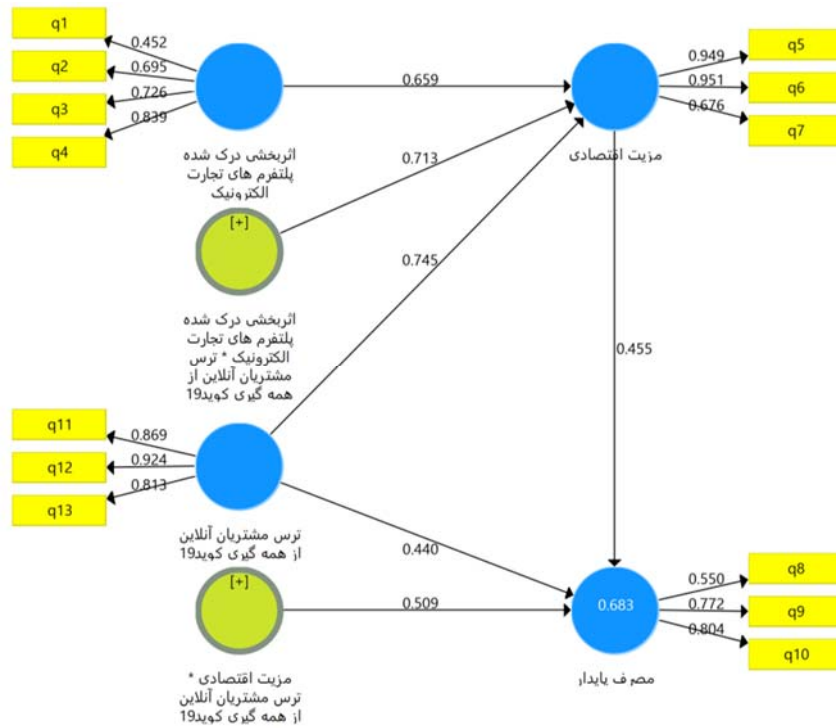 q1
0.452
q2
0.695
q3
0.726
q4
0.839
اثربخشی درک شده
پلتفرم های تجارت
الکترونیک
0.659
0.949
q5
0.951
q6
0.676
q7
مزیت اقتصادی
[+]
0.713
اثربخشی درک شده
پلتفرم های تجارت
الکترونیک * ترس
مشتریان آنلاین از
همه گیری کوید19
0.745
0.455
q11
0.869
q12
0.924
q13
0.813
ترس مشتریان آنلاین
از همه گیری کوید19
0.440
[+]
0.509
مزیت اقتصادی *
ترس مشتریان آنلاین
از همه گیری کوید19
0.683
0.550
q8
0.772
q9
0.804
q10
مصرف پایدار